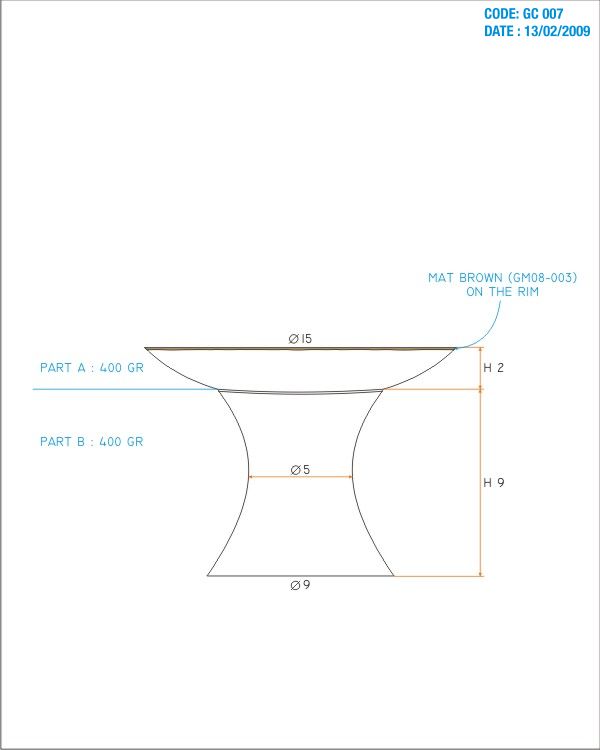 CODE: GC 007
DATE : 13/02/2009
MAT BROWN (GM08-003)
ON THE RIM
Ø15
PART A : 400 GR
H 2
PART B : 400 GR
Ø5
H 9
Ø9